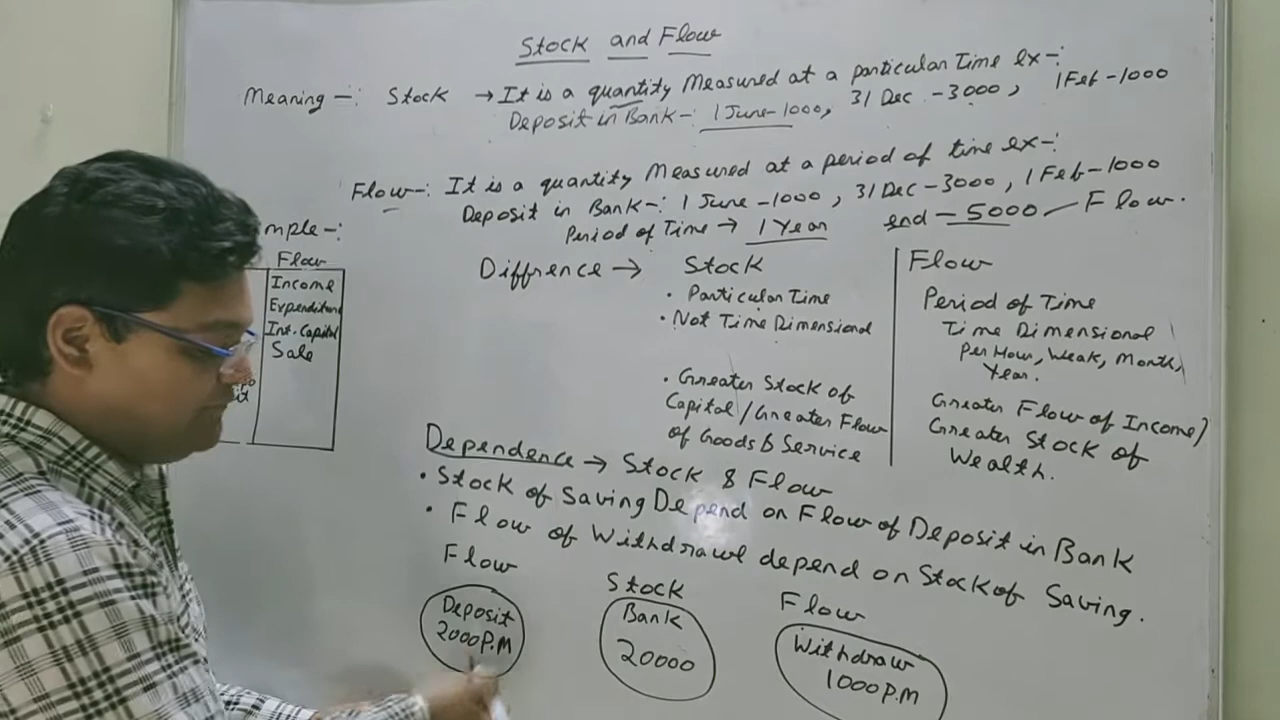 Stock and Flow
Meaning -: Stock → It is a quantity Measured at a particular Time ex-:
Deposit in Bank -: 1 June - 1000, 31 Dec - 3000, 1 Feb - 1000
Flow -: It is a quantity Measured at a period of time ex-:
Deposit in Bank -: 1 June - 1000, 31 Dec - 3000, 1 Feb - 1000
Period of Time → 1 Year end - 5000 - Flow.
mple -:
Flow
Income
Expenditure
Int. Capital
Sale
Diffrence → Stock
• Particular Time
• Not Time Dimensional
• Greater Stock of
Capital / Greater Flow
of Goods & Service
Flow
Period of Time
Time Dimensional
Per Hour, Weak, Month,
Year.
Greater Flow of Income /
Greater Stock of
Wealth.
Dependence → Stock & Flow
• Stock of Saving Depend on Flow of Deposit in Bank
• Flow of Withdrawl depend on Stock of Saving.
Flow
Deposit
2000 P.M
Stock
Bank
20000
Flow
Withdraw
1000 P.M